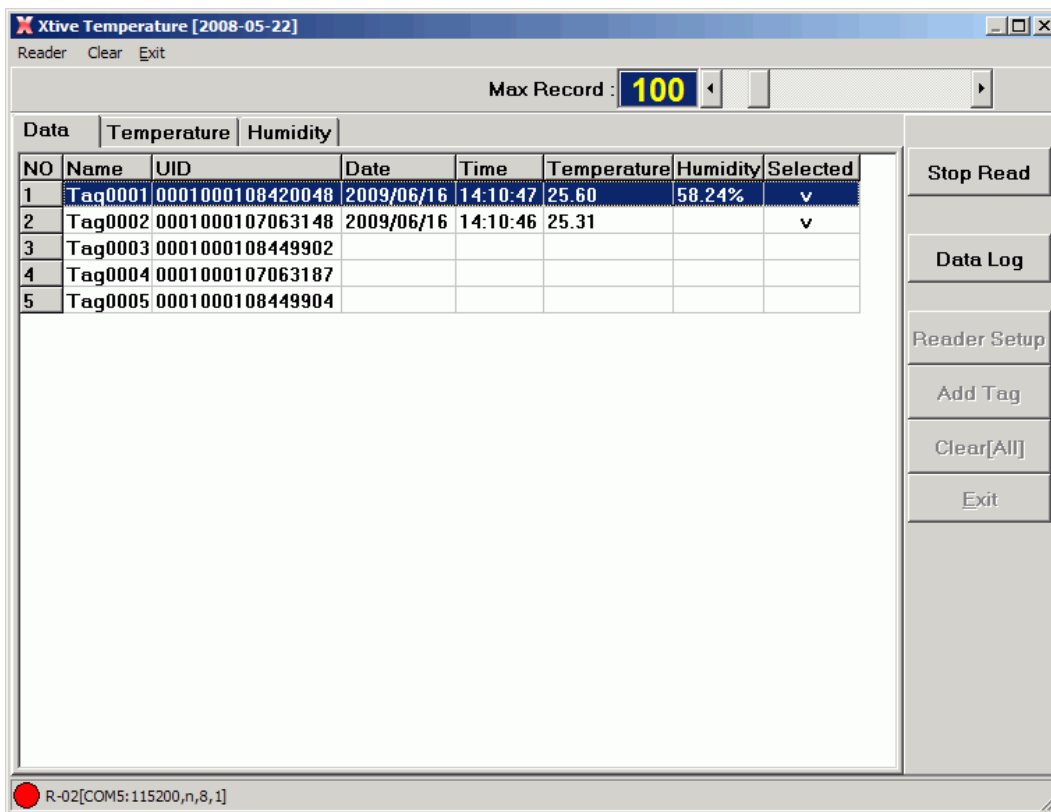 Xtive Temperature [2008-05-22]
Reader Clear Exit
Max Record : 100
Data Temperature Humidity
NO Name UID Date Time Temperature Humidity Selected
1 Tag0001 0001000108420048 2009/06/16 14:10:47 25.60 58.24% v
2 Tag0002 0001000107063148 2009/06/16 14:10:46 25.31 v
3 Tag0003 0001000108449902
4 Tag0004 0001000107063187
5 Tag0005 0001000108449904
Stop Read
Data Log
Reader Setup
Add Tag
Clear[All]
Exit
R-02[COM5:115200,n,8,1]